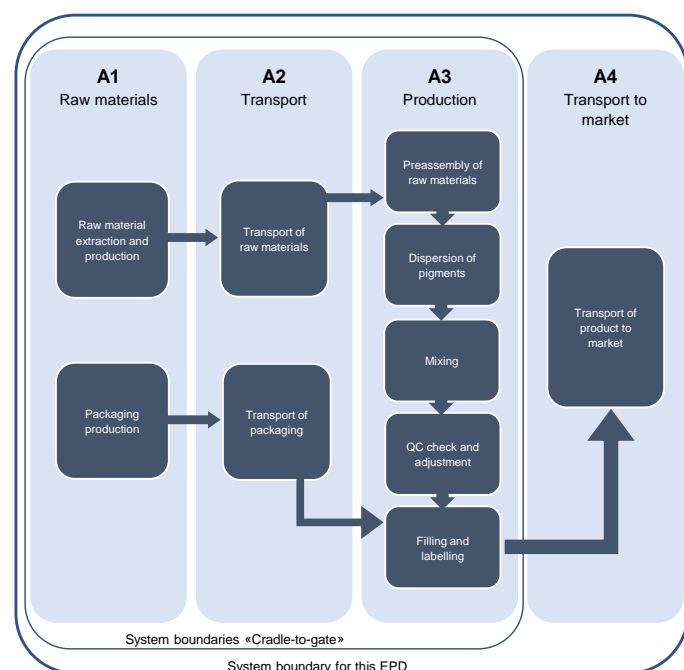 A1
Raw materials
A2
Transport
A3
Production
A4
Transport to
market
Raw material
extraction and
production
Transport of
raw materials
Preassembly of
raw materials
Dispersion of
pigments
Mixing
Transport of
product to
market
Packaging
production
Transport of
packaging
QC check and
adjustment
Filling and
labelling
System boundaries «Cradle-to-gate»
System boundary for this EPD